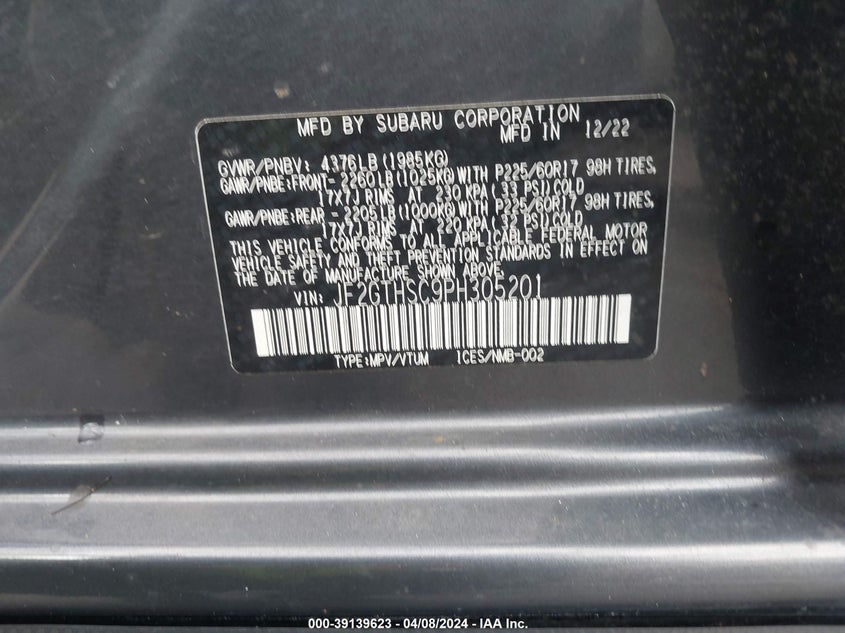 MFD BY SUBARU CORPORATION
MFD IN 12/22
GVWR/PNBV: 4376LB (1985KG)
GAWR/PNBE:FRONT- 2260LB (1025KG) WITH P225/60R17 98H TIRES,
17X7J RIMS AT 230 KPA ( 33 PSI) COLD
GAWR/PNBE:REAR - 2205LB (1000KG) WITH P225/60R17 98H TIRES,
17X7J RIMS AT 220 KPA ( 32 PSI) COLD
THIS VEHICLE CONFORMS TO ALL APPLICABLE FEDERAL MOTOR
VEHICLE SAFETY AND THEFT PREVENTION STANDARDS IN EFFECT ON
THE DATE OF MANUFACTURE SHOWN ABOVE.
VIN: JF2GTHSC9PH305201
TYPE:MPV/VTUM ICES/NMB-002
000-39139623 - 04/08/2024 - IAA Inc.